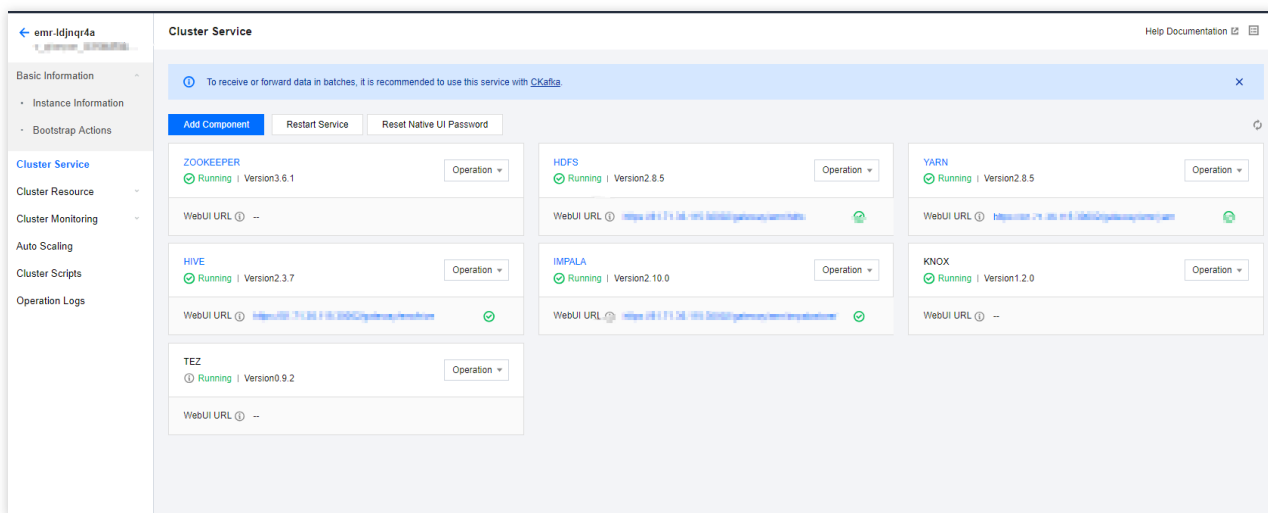 emr-ldjnqr4a
Basic Information
Instance Information
Bootstrap Actions
Cluster Service
Cluster Resource
Cluster Monitoring
Auto Scaling
Cluster Scripts
Operation Logs
Cluster Service
Help Documentation
To receive or forward data in batches, it is recommended to use this service with CKafka.
Add Component
Restart Service
Reset Native UI Password
ZOOKEEPER
Running | Version3.6.1
Operation
WebUI URL --
HDFS
Running | Version2.8.5
Operation
WebUI URL
YARN
Running | Version2.8.5
Operation
WebUI URL
HIVE
Running | Version2.3.7
Operation
WebUI URL
IMPALA
Running | Version2.10.0
Operation
WebUI URL
KNOX
Running | Version1.2.0
Operation
WebUI URL --
TEZ
Running | Version0.9.2
Operation
WebUI URL --